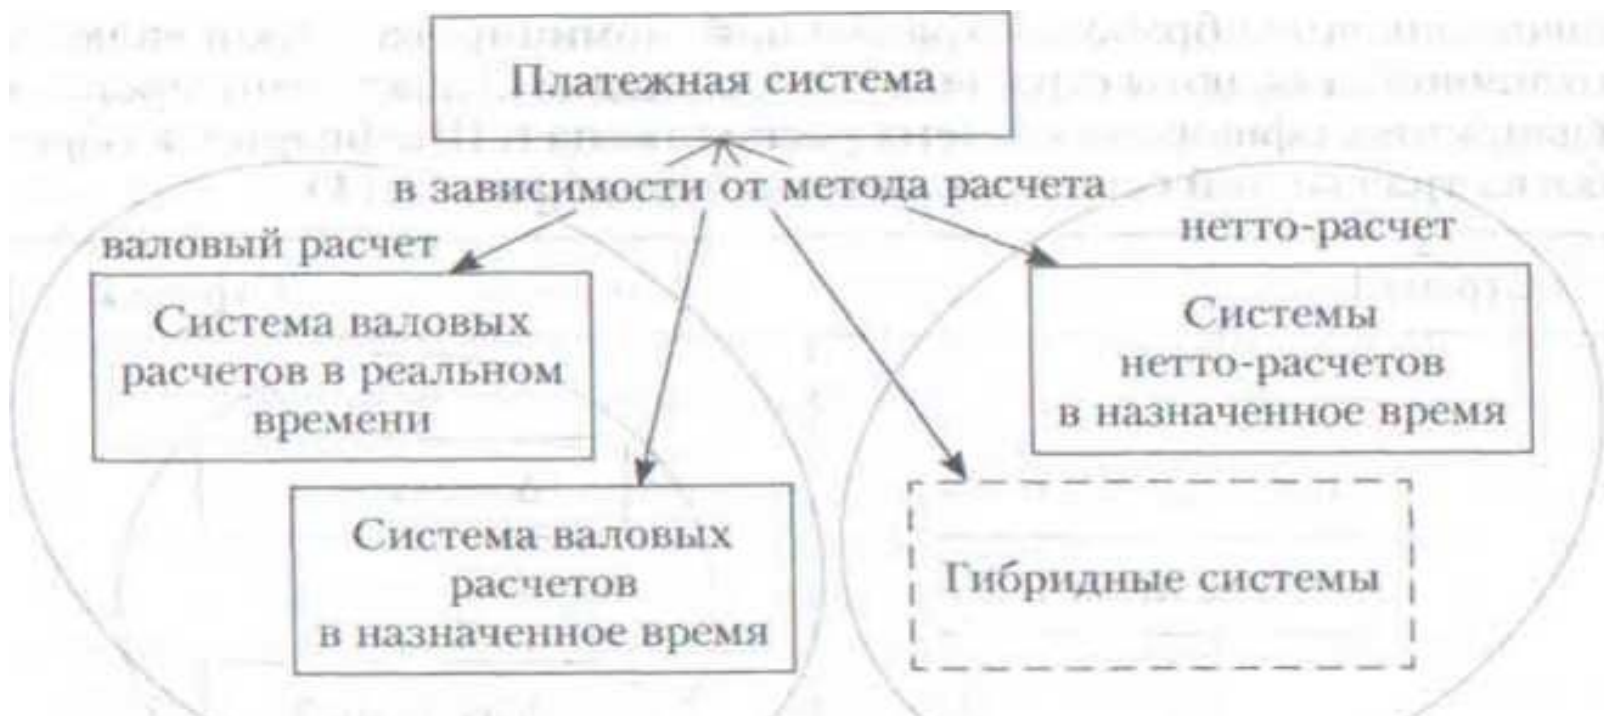 Платежная система
в зависимости от метода расчета
валовый расчет
нетто-расчет
Система валовых
расчетов в реальном
времени
Системы
нетто-расчетов
в назначенное время
Система валовых
расчетов
в назначенное время
Гибридные системы